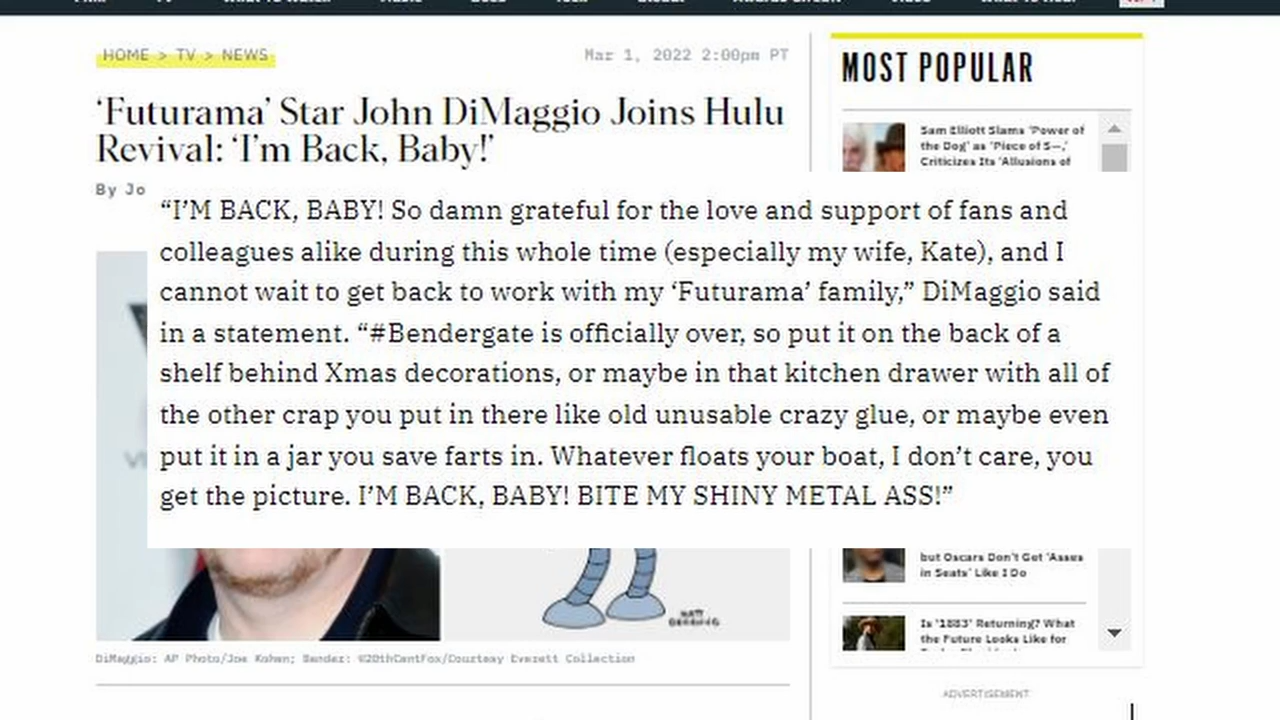 HOME > TV > NEWS
Mar 1, 2022 2:00pm PT
‘Futurama’ Star John DiMaggio Joins Hulu
Revival: ‘I’m Back, Baby!’
By Jo
“I’M BACK, BABY! So damn grateful for the love and support of fans and
colleagues alike during this whole time (especially my wife, Kate), and I
cannot wait to get back to work with my ‘Futurama’ family,” DiMaggio said
in a statement. “#Bendergate is officially over, so put it on the back of a
shelf behind Xmas decorations, or maybe in that kitchen drawer with all of
the other crap you put in there like old unusable crazy glue, or maybe even
put it in a jar you save farts in. Whatever floats your boat, I don’t care, you
get the picture. I’M BACK, BABY! BITE MY SHINY METAL ASS!”
DiMaggio: AP Photo/Joe Kohen; Bender: ©20thCentFox/Courtesy Everett Collection
MOST POPULAR
Sam Elliott Slams ‘Power of
the Dog’ as ‘Piece of S—,’
Criticizes Its ‘Allusions of
but Oscars Don’t Get ‘Asses
in Seats’ Like I Do
Is ‘1883’ Returning? What
the Future Looks Like for
ADVERTISEMENT